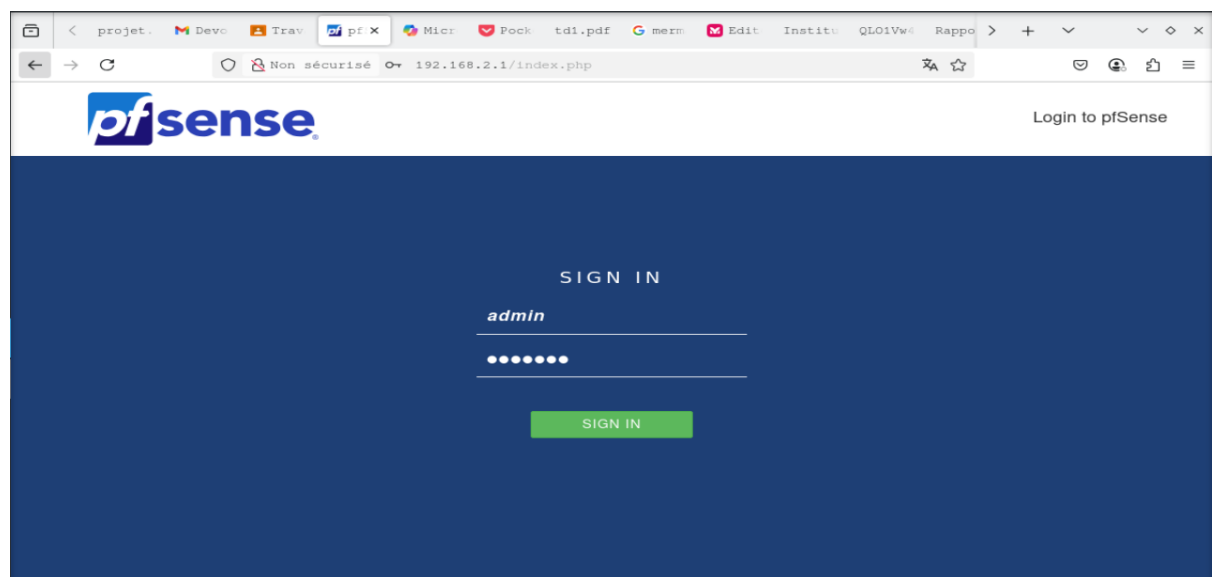 projet. Devo Trav pf Micr Pock td1.pdf merm Edit Institu QLO1Vw Rappo
Non sécurisé 192.168.2.1/index.php
pfsense
Login to pfSense
SIGN IN
admin
SIGN IN